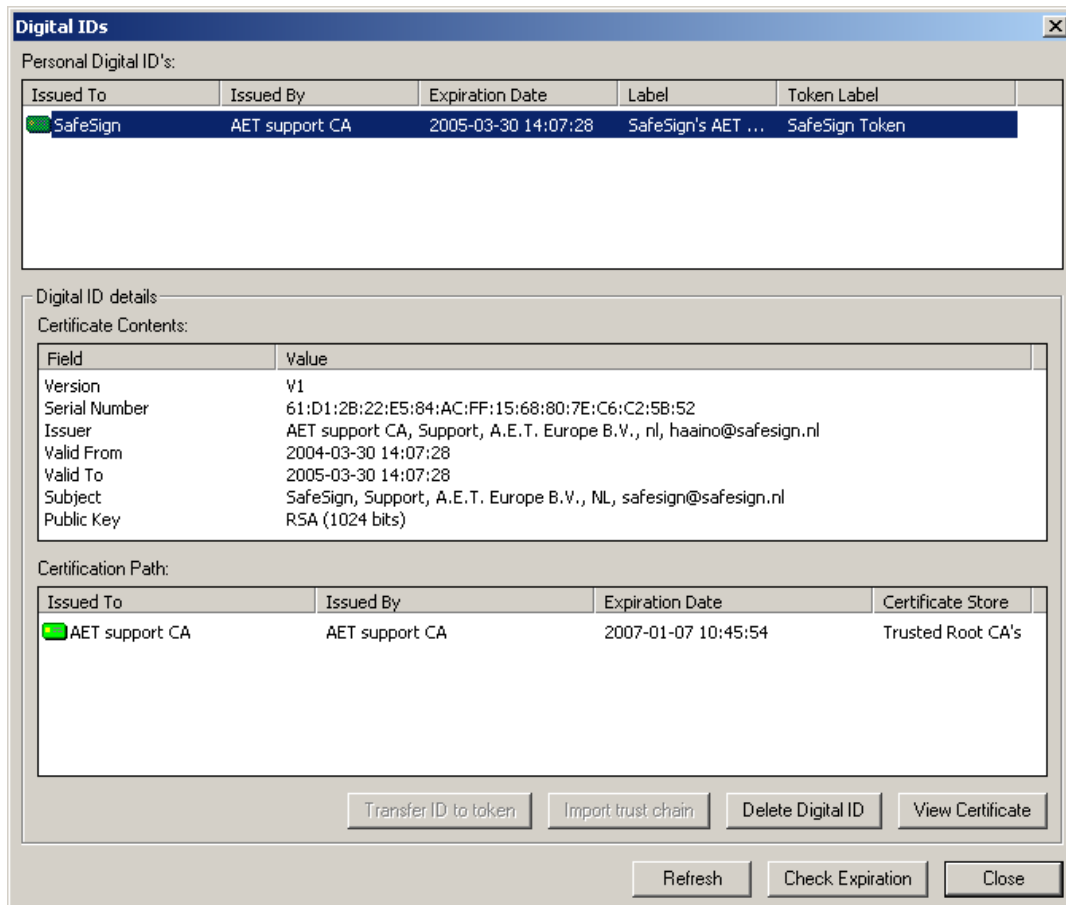 Digital IDs
Personal Digital ID's:
Issued To Issued By Expiration Date Label Token Label
SafeSign AET support CA 2005-03-30 14:07:28 SafeSign's AET ... SafeSign Token
Digital ID details
Certificate Contents:
Field Value
Version V1
Serial Number 61:D1:2B:22:E5:84:AC:FF:15:68:80:7E:C6:C2:5B:52
Issuer AET support CA, Support, A.E.T. Europe B.V., nl, haaino@safesign.nl
Valid From 2004-03-30 14:07:28
Valid To 2005-03-30 14:07:28
Subject SafeSign, Support, A.E.T. Europe B.V., NL, safesign@safesign.nl
Public Key RSA (1024 bits)
Certification Path:
Issued To Issued By Expiration Date Certificate Store
AET support CA AET support CA 2007-01-07 10:45:54 Trusted Root CA's
Transfer ID to token Import trust chain Delete Digital ID View Certificate
Refresh Check Expiration Close